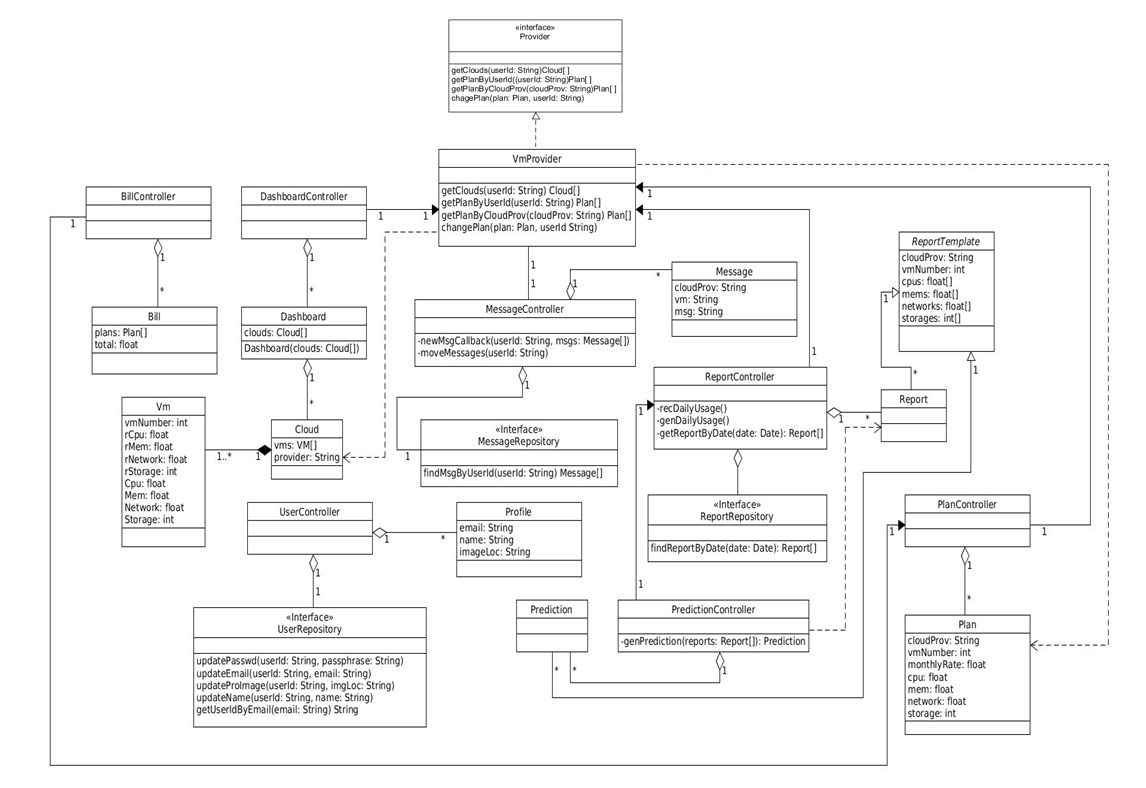 «interface»
Provider
getClouds(userId: String)Cloud[ ]
getPlanByUserId((userId: String)Plan[ ]
getPlanByCloudProv(cloudProv: String)Plan[ ]
chagePlan(plan: Plan, userId: String)
VmProvider
getClouds(userId: String) Cloud[]
getPlanByUserId(userId: String) Plan[]
getPlanByCloudProv(cloudProv: String) Plan[]
changePlan(plan: Plan, userId String)
1
1
BillController
1
1
*
DashboardController
1
1
1
*
Bill
plans: Plan[]
total: float
Dashboard
clouds: Cloud[]
Dashboard(clouds: Cloud[])
1
*
1
1
MessageController
-newMsgCallback(userId: String, msgs: Message[])
-moveMessages(userId: String)
1
*
1
1
Message
cloudProv: String
vm: String
msg: String
ReportTemplate
cloudProv: String
vmNumber: int
cpus: float[]
mems: float[]
networks: float[]
storages: int[]
1
*
1
1
ReportController
-recDailyUsage()
-genDailyUsage()
-getReportByDate(date: Date): Report[]
1
1
*
Report
Vm
vmNumber: int
rCpu: float
rMem: float
rNetwork: float
rStorage: int
Cpu: float
Mem: float
Network: float
Storage: int
1..*
1
Cloud
vms: VM[]
provider: String
«Interface»
MessageRepository
findMsgByUserId(userId: String) Message[]
«Interface»
ReportRepository
findReportByDate(date: Date): Report[]
UserController
1
*
1
1
Profile
email: String
name: String
imageLoc: String
PlanController
1
1
1
*
«Interface»
UserRepository
updatePasswd(userId: String, passphrase: String)
updateEmail(userId: String, email: String)
updateProImage(userId: String, imgLoc: String)
updateName(userId: String, name: String)
getUserIdByEmail(email: String) String
Prediction
*
*
1
PredictionController
-genPrediction(reports: Report[]): Prediction
1
Plan
cloudProv: String
vmNumber: int
monthlyRate: float
cpu: float
mem: float
network: float
storage: int